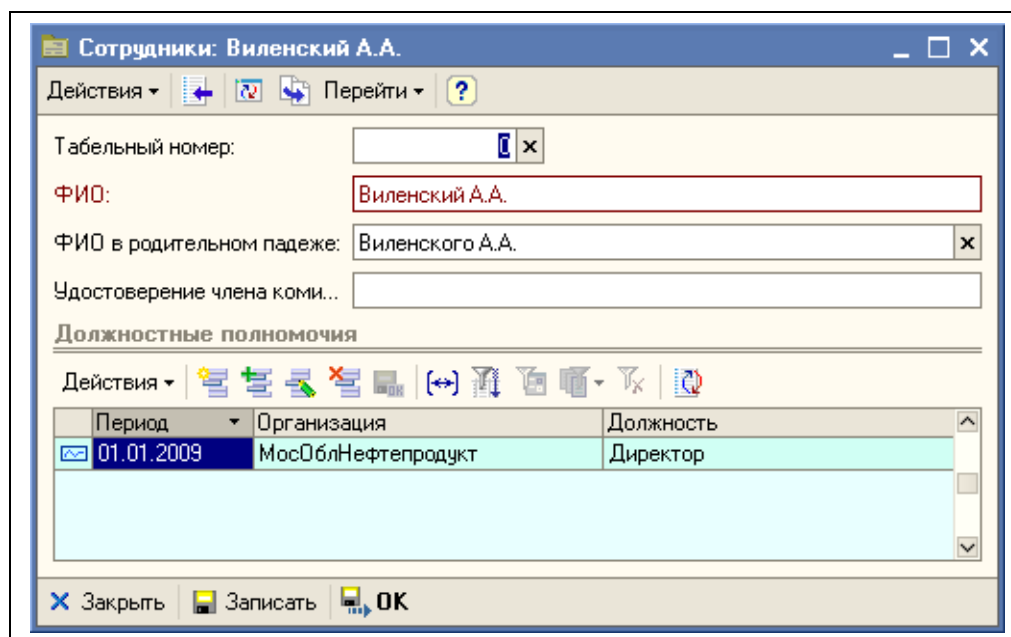 Сотрудники: Виленский А.А.
Действия Перейти ?
Табельный номер: 0
ФИО: Виленский А.А.
ФИО в родительном падеже: Виленского А.А.
Удостоверение члена коми...
Должностные полномочия
Действия
Период Организация Должность
01.01.2009 МосОблНефтепродукт Директор
Закрыть Записать OK